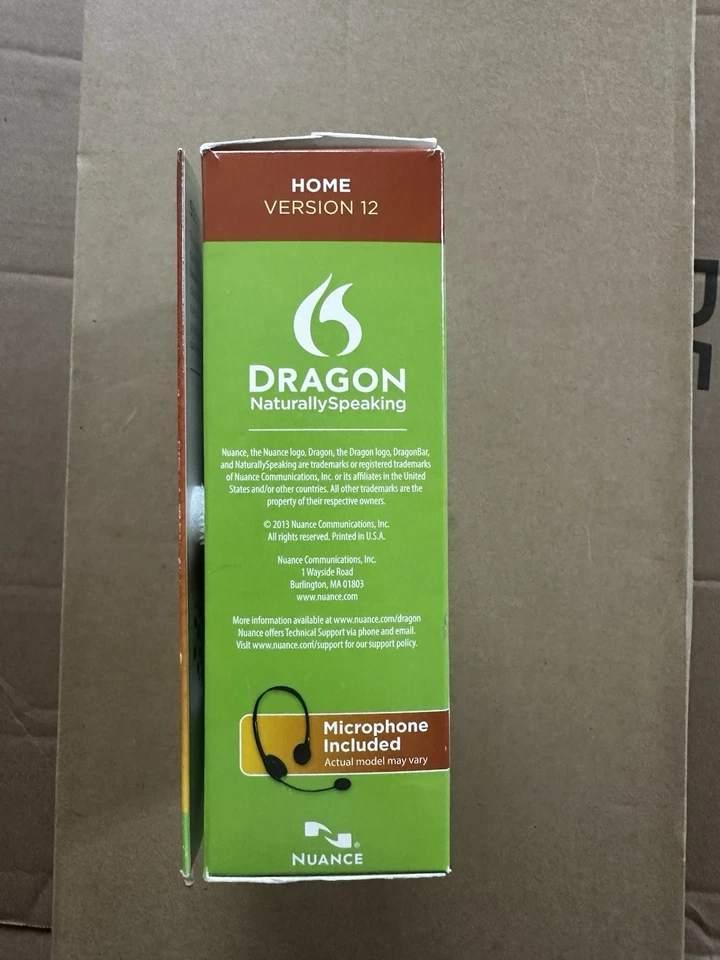 HOME
VERSION 12
DRAGON
NaturallySpeaking
Nuance, the Nuance logo, Dragon, the Dragon logo, DragonBar,
and NaturallySpeaking are trademarks or registered trademarks
of Nuance Communications, Inc. or its affiliates in the United
States and/or other countries. All other trademarks are the
property of their respective owners.
© 2013 Nuance Communications, Inc.
All rights reserved. Printed in U.S.A.
Nuance Communications, Inc.
1 Wayside Road
Burlington, MA 01803
www.nuance.com
More information available at www.nuance.com/dragon
Nuance offers Technical Support via phone and email.
Visit www.nuance.com/support for our support policy.
Microphone
Included
Actual model may vary
NUANCE